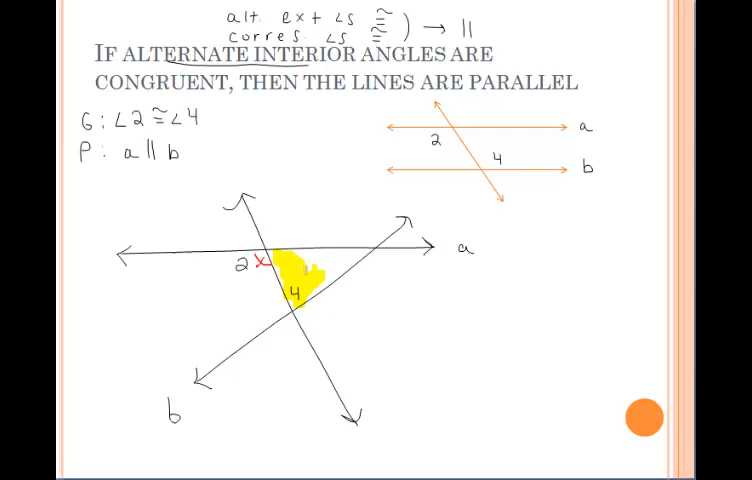 alt. ext ∠s ≅
corres. ∠s ≅ ) → ||
IF ALTERNATE INTERIOR ANGLES ARE
CONGRUENT, THEN THE LINES ARE PARALLEL
G: ∠2 ≅ ∠4
P: a || b
2
a
4
b
a
2 x
4
b